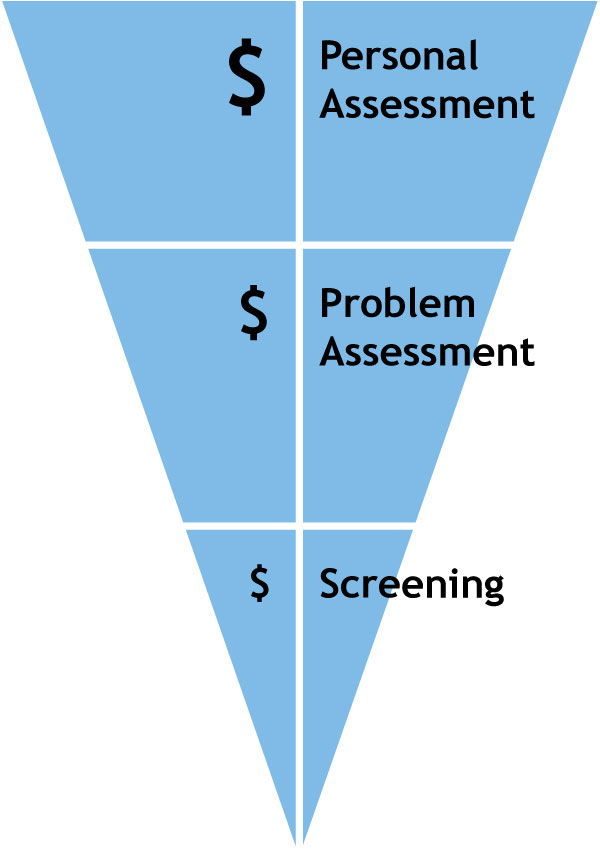 $ Personal
Assessment
$ Problem
Assessment
$ Screening